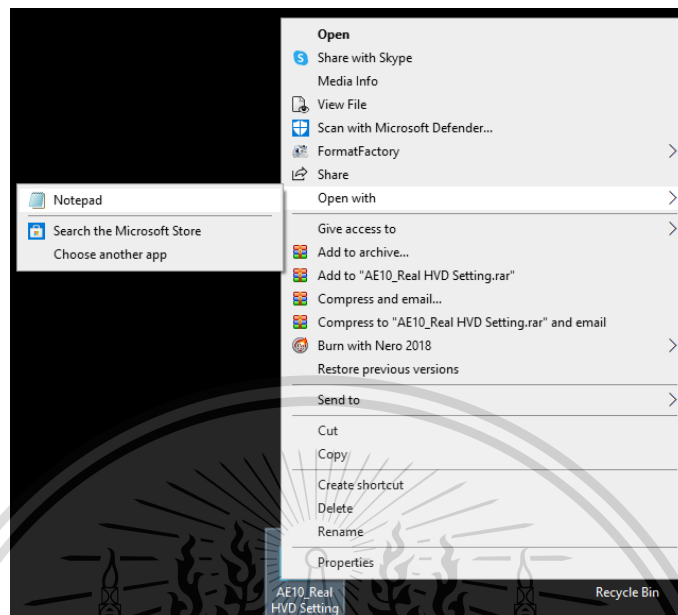 Open
Share with Skype
Media Info
View File
Scan with Microsoft Defender...
FormatFactory
Share
Open with
Notepad
Search the Microsoft Store
Choose another app
Give access to
Add to archive...
Add to "AE10_Real HVD Setting.rar"
Compress and email...
Compress to "AE10_Real HVD Setting.rar" and email
Burn with Nero 2018
Restore previous versions
Send to
Cut
Copy
Create shortcut
Delete
Rename
Properties
AE10_Real
HVD Setting
Recycle Bin